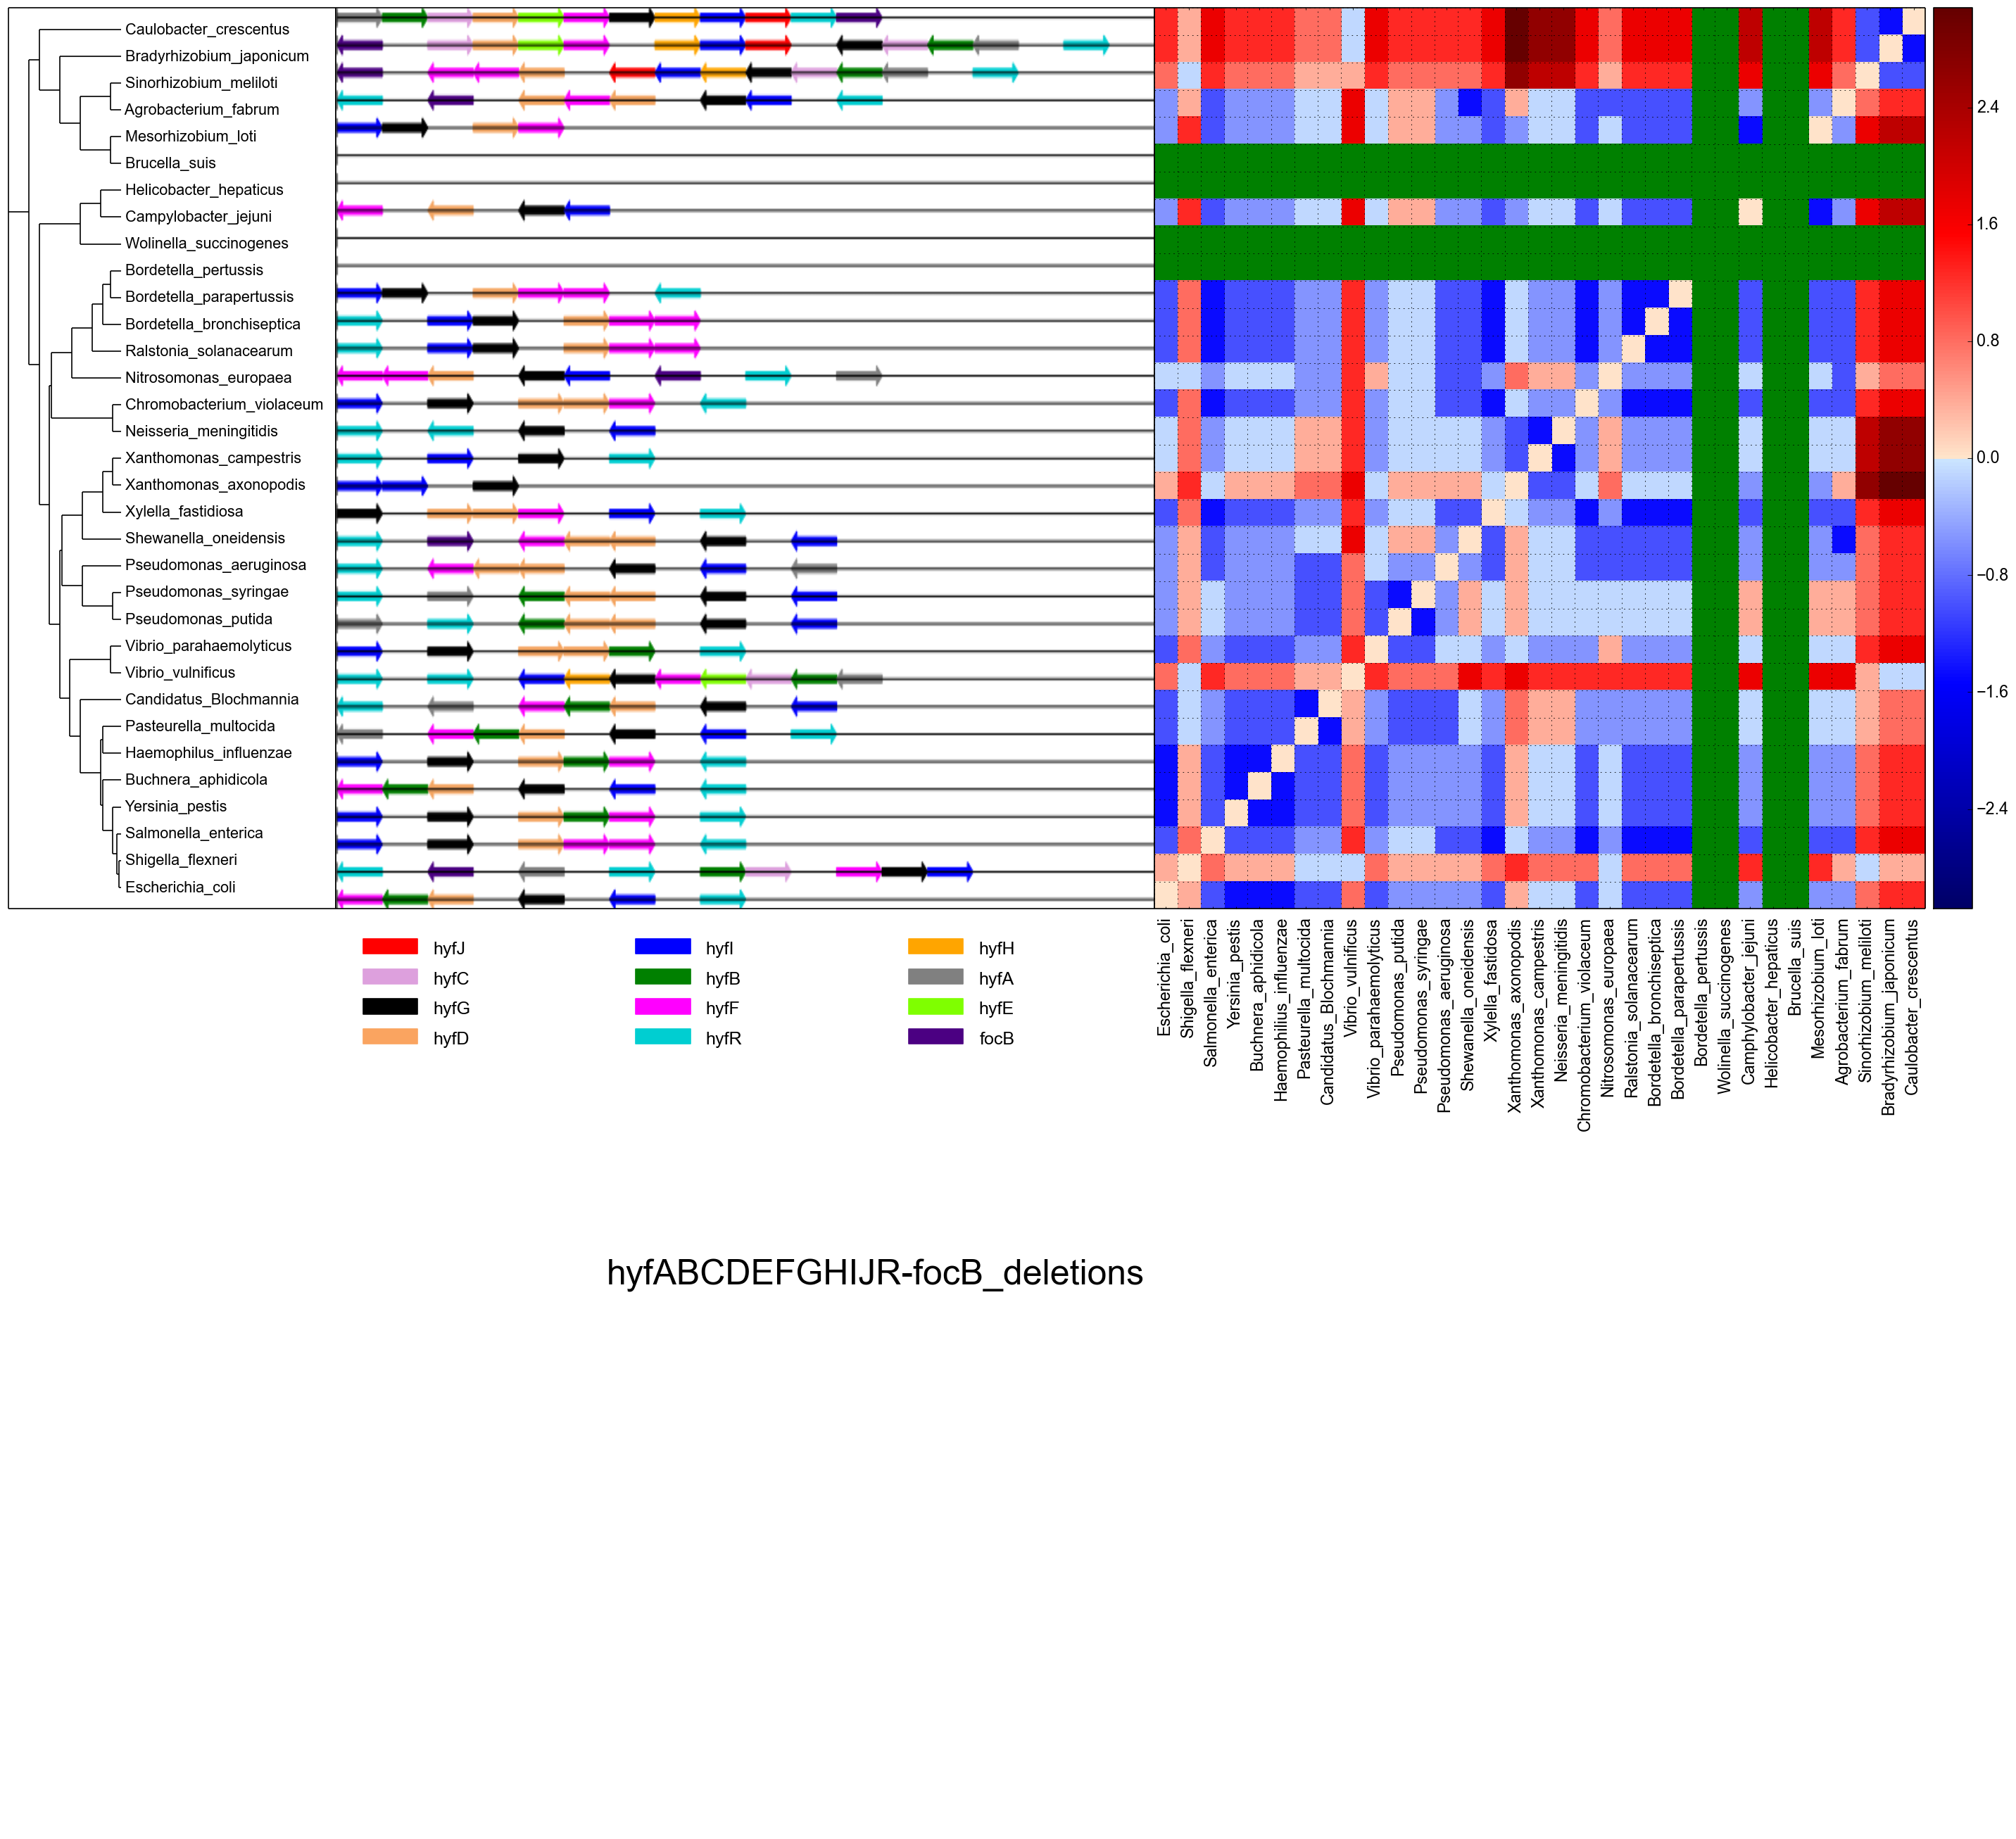 Caulobacter_crescentus
Bradyrhizobium_japonicum
Sinorhizobium_meliloti
Agrobacterium_fabrum
Mesorhizobium_loti
Brucella_suis
Helicobacter_hepaticus
Campylobacter_jejuni
Wolinella_succinogenes
Bordetella_pertussis
Bordetella_parapertussis
Bordetella_bronchiseptica
Ralstonia_solanacearum
Nitrosomonas_europaea
Chromobacterium_violaceum
Neisseria_meningitidis
Xanthomonas_campestris
Xanthomonas_axonopodis
Xylella_fastidiosa
Shewanella_oneidensis
Pseudomonas_aeruginosa
Pseudomonas_syringae
Pseudomonas_putida
Vibrio_parahaemolyticus
Vibrio_vulnificus
Candidatus_Blochmannia
Pasteurella_multocida
Haemophilus_influenzae
Buchnera_aphidicola
Yersinia_pestis
Salmonella_enterica
Shigella_flexneri
Escherichia_coli
2.4
1.6
0.8
0.0
−0.8
−1.6
−2.4
Escherichia_coli
Shigella_flexneri
Salmonella_enterica
Yersinia_pestis
Buchnera_aphidicola
Haemophilus_influenzae
Pasteurella_multocida
Candidatus_Blochmannia
Vibrio_vulnificus
Vibrio_parahaemolyticus
Pseudomonas_putida
Pseudomonas_syringae
Pseudomonas_aeruginosa
Shewanella_oneidensis
Xylella_fastidiosa
Xanthomonas_axonopodis
Xanthomonas_campestris
Neisseria_meningitidis
Chromobacterium_violaceum
Nitrosomonas_europaea
Ralstonia_solanacearum
Bordetella_bronchiseptica
Bordetella_parapertussis
Bordetella_pertussis
Wolinella_succinogenes
Camphylobacter_jejuni
Helicobacter_hepaticus
Brucella_suis
Mesorhizobium_loti
Agrobacterium_fabrum
Sinorhizobium_meliloti
Bradyrhizobium_japonicum
Caulobacter_crescentus
hyfJ hyfI hyfH
hyfC hyfB hyfA
hyfG hyfF hyfE
hyfD hyfR focB
hyfABCDEFGHIJR-focB_deletions